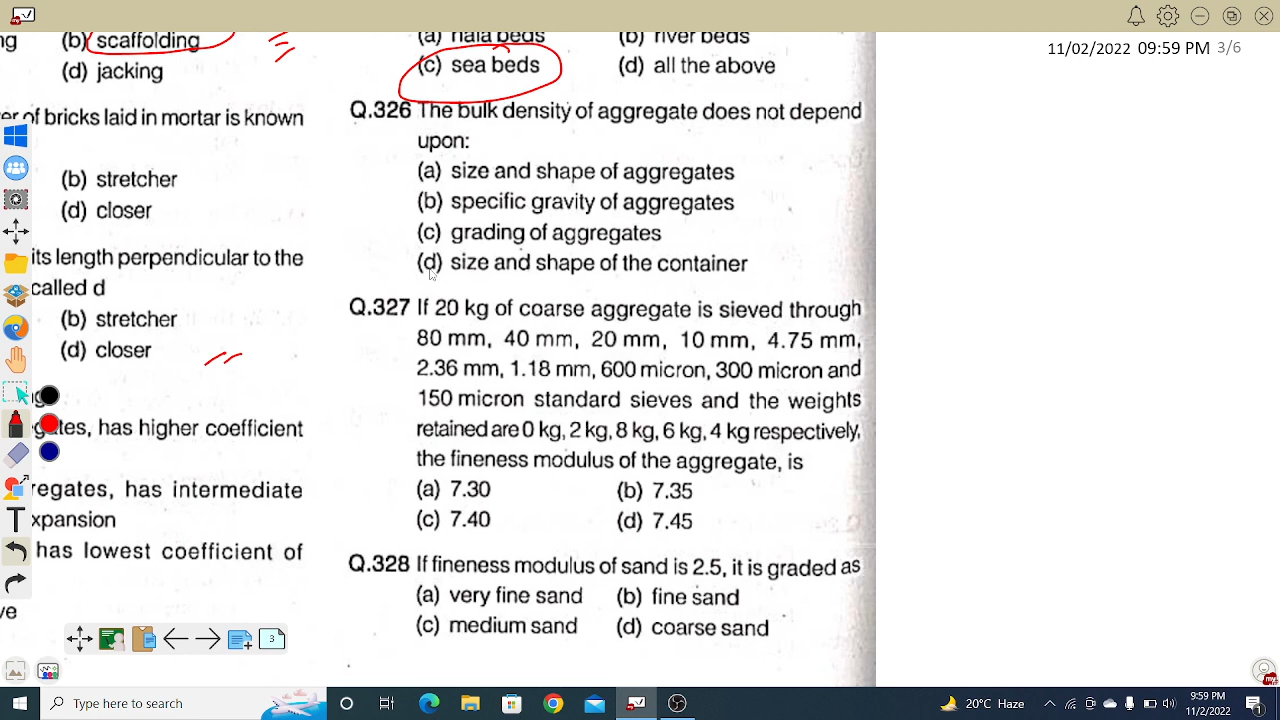 11/02/2022 09:59 PM 3/6
ng (b) scaffolding
(d) jacking
er of bricks laid in mortar is known
(b) stretcher
(d) closer
its length perpendicular to the
called d
(b) stretcher
(d) closer
gates, has higher coefficient
regates, has intermediate
xpansion
has lowest coefficient of
ve
(a) nala beds (b) river beds
(c) sea beds (d) all the above
Q.326 The bulk density of aggregate does not depend
upon:
(a) size and shape of aggregates
(b) specific gravity of aggregates
(c) grading of aggregates
(d) size and shape of the container
Q.327 If 20 kg of coarse aggregate is sieved through
80 mm, 40 mm, 20 mm, 10 mm, 4.75 mm,
2.36 mm, 1.18 mm, 600 micron, 300 micron and
150 micron standard sieves and the weights
retained are 0 kg, 2 kg, 8 kg, 6 kg, 4 kg respectively,
the fineness modulus of the aggregate, is
(a) 7.30 (b) 7.35
(c) 7.40 (d) 7.45
Q.328 If fineness modulus of sand is 2.5, it is graded as
(a) very fine sand (b) fine sand
(c) medium sand (d) coarse sand
3
Type here to search
20°C Haze
9:59 PM
11/2/2022